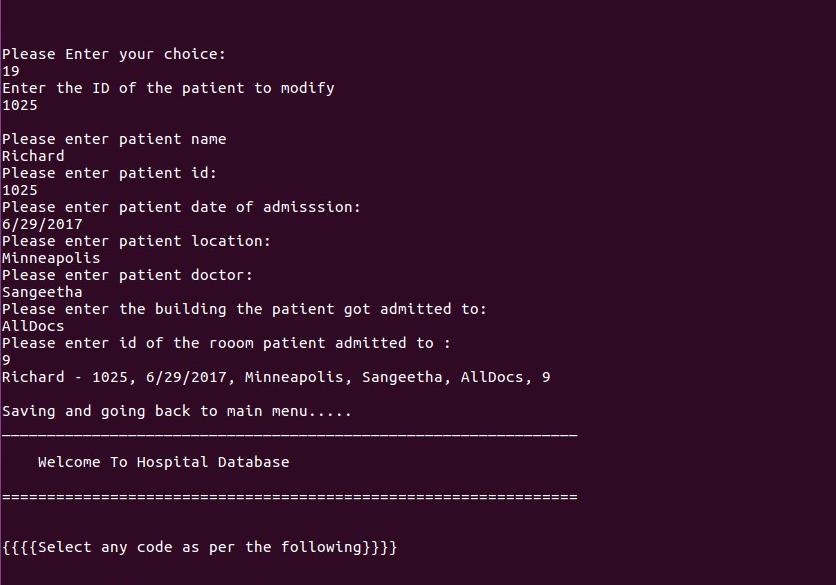 Please Enter your choice:
19
Enter the ID of the patient to modify
1025
Please enter patient name
Richard
Please enter patient id:
1025
Please enter patient date of admisssion:
6/29/2017
Please enter patient location:
Minneapolis
Please enter patient doctor:
Sangeetha
Please enter the building the patient got admitted to:
AllDocs
Please enter id of the rooom patient admitted to :
9
Richard - 1025, 6/29/2017, Minneapolis, Sangeetha, AllDocs, 9
Saving and going back to main menu.....
________________________________________________________________
Welcome To Hospital Database
================================================================
{{{{Select any code as per the following}}}}